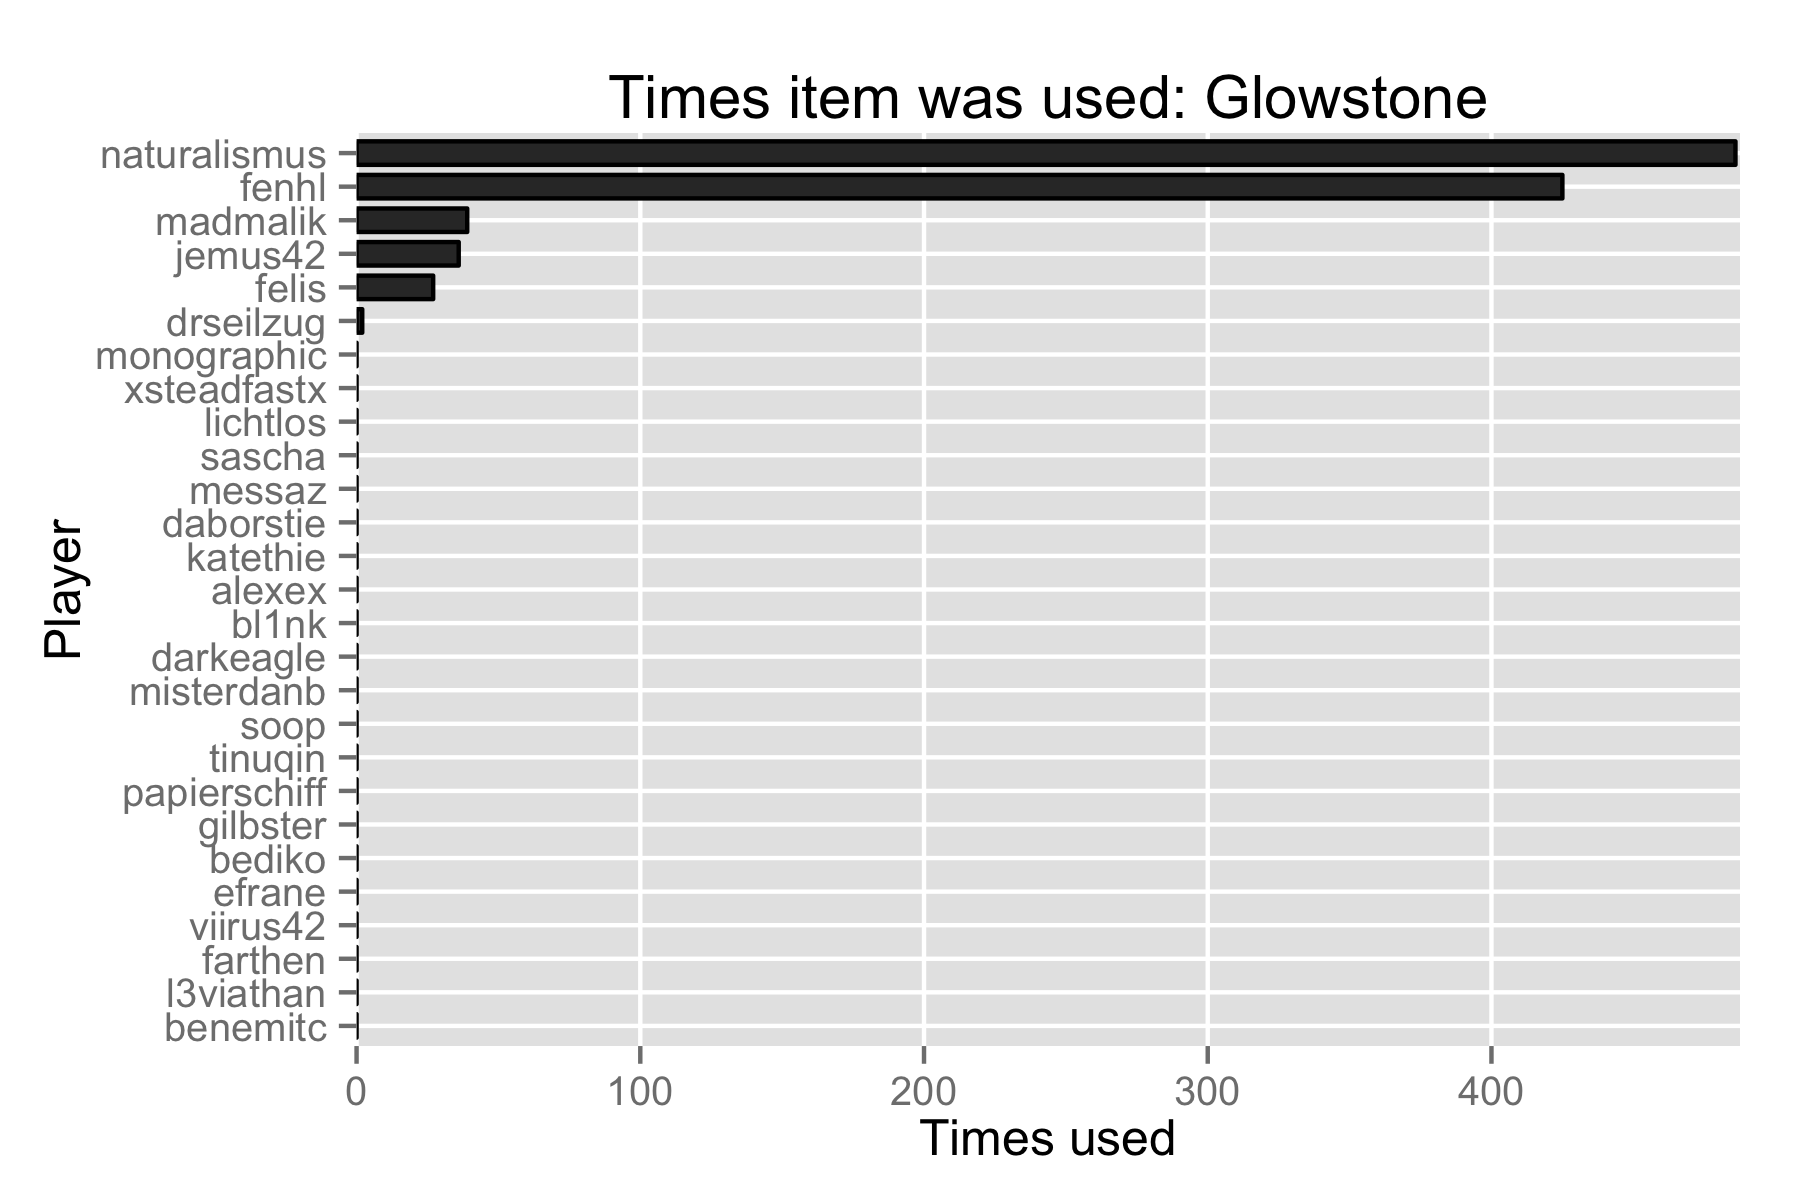 Times item was used: Glowstone
naturalismus
fenhl
madmalik
jemus42
felis
drseilzug
monographic
xsteadfastx
lichtlos
sascha
messaz
daborstie
katethie
alexex
bl1nk
darkeagle
misterdanb
soop
tinuqin
papierschiff
gilbster
bediko
efrane
viirus42
farthen
l3viathan
benemitc
Player
0 100 200 300 400
Times used